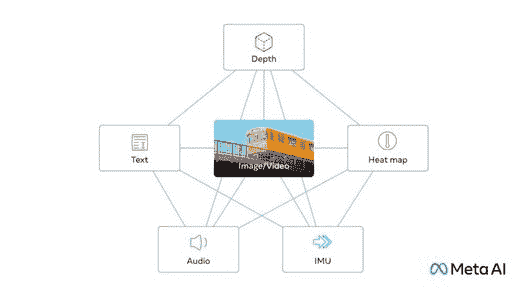 Depth
Text
Image/Video
Heat map
Audio
IMU
Meta AI